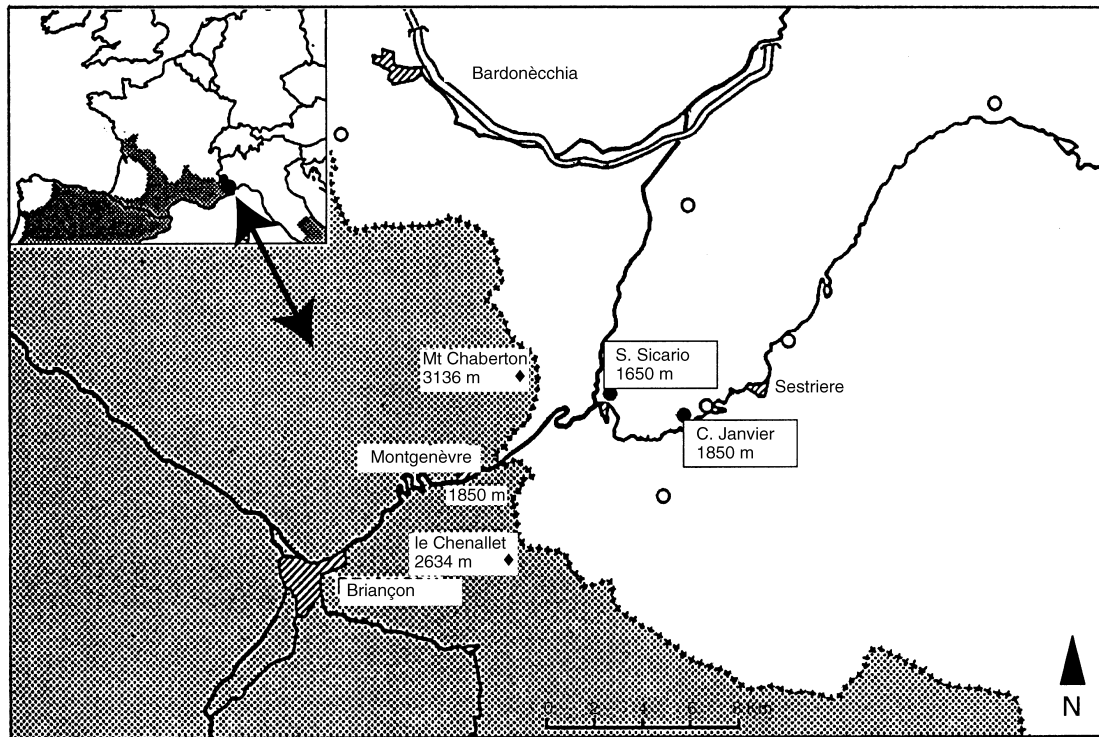 Bardonècchia
Mt Chaberton
3136 m
S. Sicario
1650 m
Sestriere
C. Janvier
1850 m
Montgenèvre
1850 m
le Chenallet
2634 m
Briançon
0 2 4 6 8 Km
N